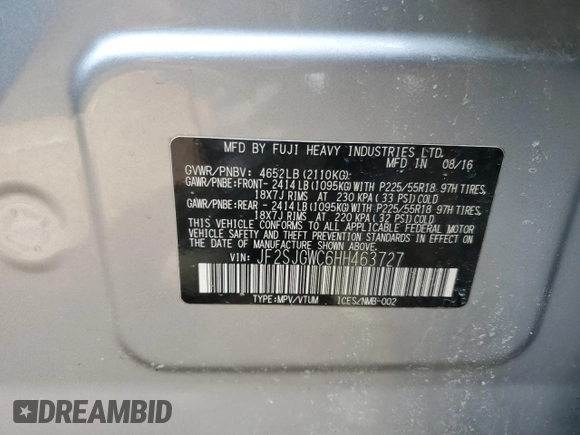 MFD BY FUJI HEAVY INDUSTRIES LTD.
GVWR/PNBV: 4652LB(2110KG): MFD IN 08/16
GAWR/PNBE:FRONT- 2414LB(1095KG)WITH P225/55R18 97H TIRES,
18X7J RIMS AT 230 KPA(33 PSI)COLD
GAWR/PNBE:REAR - 2414LB(1095KG)WITH P225/55R18 97H TIRES,
18X7J RIMS AT 220 KPA(32 PSI)COLD
THIS VEHICLE CONFORMS TO ALL APPLICABLE FEDERAL MOTOR
VEHICLE SAFETY AND THEFT PREVENTION STANDARDS
IN EFFECT ON THE DATE OF MANUFACTURE SHOWN ABOVE.
VIN: JF2SJGWC6HH463727
TYPE:MPV/VTUM ICES/NMB-002
DREAMBID